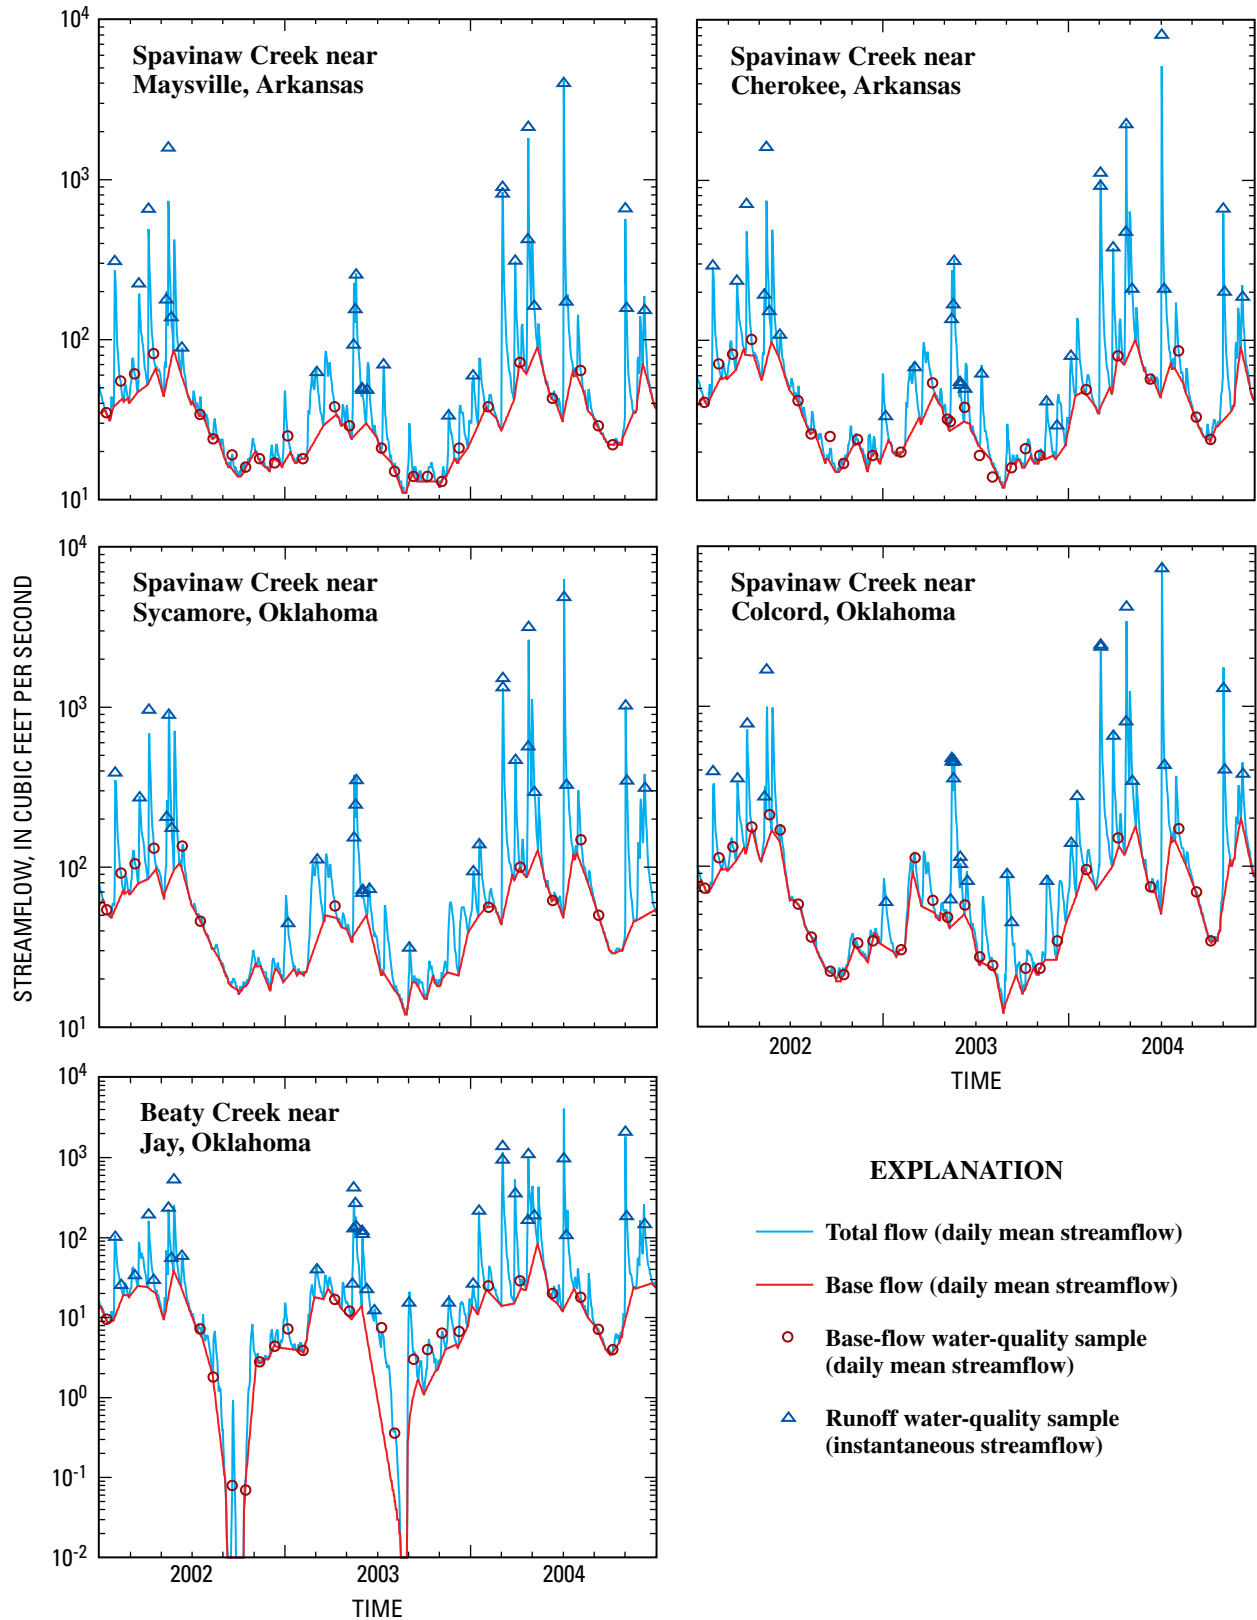 Spavinaw Creek near
Maysville, Arkansas
10⁴
10³
10²
10¹
Spavinaw Creek near
Cherokee, Arkansas
STREAMFLOW, IN CUBIC FEET PER SECOND
Spavinaw Creek near
Sycamore, Oklahoma
10⁴
10³
10²
10¹
Spavinaw Creek near
Colcord, Oklahoma
2002 2003 2004
TIME
Beaty Creek near
Jay, Oklahoma
10⁴
10³
10²
10¹
10⁰
10⁻¹
10⁻²
2002 2003 2004
TIME
EXPLANATION
Total flow (daily mean streamflow)
Base flow (daily mean streamflow)
Base-flow water-quality sample
(daily mean streamflow)
Runoff water-quality sample
(instantaneous streamflow)